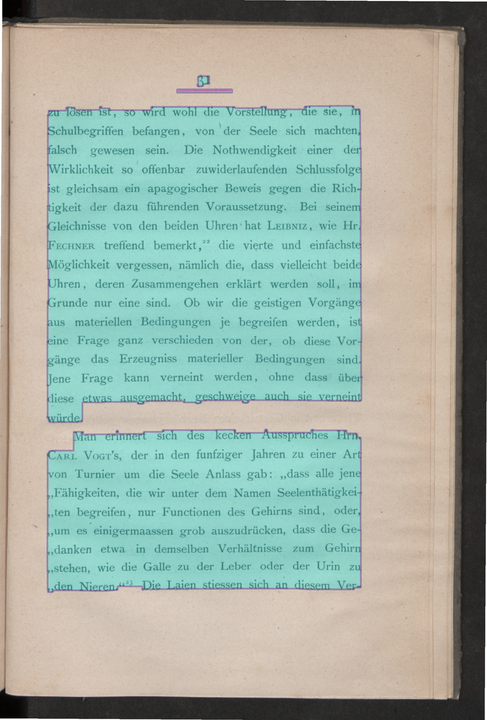 zu lösen ist, so wird wohl die Vorstellung, die sie, in
Schulbegriffen befangen, von der Seele sich machten,
falsch gewesen sein. Die Nothwendigkeit einer der
Wirklichkeit so offenbar zuwiderlaufenden Schlussfolge
ist gleichsam ein apagogischer Beweis gegen die Rich-
tigkeit der dazu führenden Voraussetzung. Bei seinem
Gleichnisse von den beiden Uhren hat LEIBNIZ, wie Hr.
FECHNER treffend bemerkt,²² die vierte und einfachste
Möglichkeit vergessen, nämlich die, dass vielleicht beide
Uhren, deren Zusammengehen erklärt werden soll, im
Grunde nur eine sind. Ob wir die geistigen Vorgänge
aus materiellen Bedingungen je begreifen werden, ist
eine Frage ganz verschieden von der, ob diese Vor-
gänge das Erzeugniss materieller Bedingungen sind.
Jene Frage kann verneint werden, ohne dass über
diese etwas ausgemacht, geschweige auch sie verneint
würde.
Man erinnert sich des kecken Ausspruches Hrn.
CARL VOGT's, der in den funfziger Jahren zu einer Art
von Turnier um die Seele Anlass gab: „dass alle jene
„Fähigkeiten, die wir unter dem Namen Seelenthätigkei-
„ten begreifen, nur Functionen des Gehirns sind, oder,
„um es einigermaassen grob auszudrücken, dass die Ge-
„danken etwa in demselben Verhältnisse zum Gehirn
„stehen, wie die Galle zu der Leber oder der Urin zu
„den Nieren.“²³ Die Laien stiessen sich an diesem Ver-